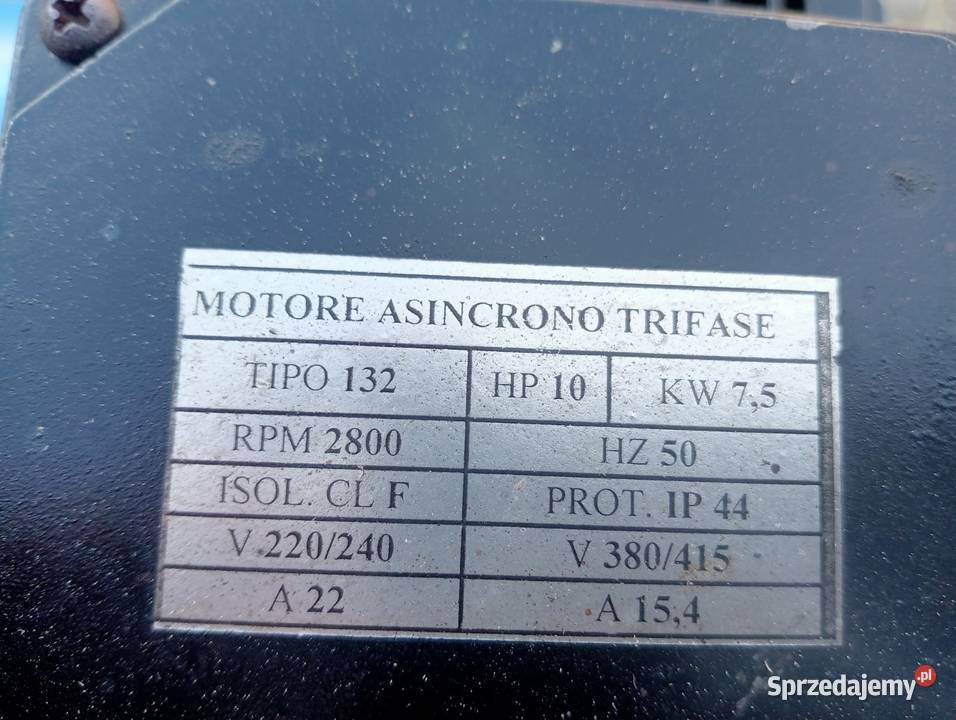 MOTORE ASINCRONO TRIFASE
TIPO 132 HP 10 KW 7,5
RPM 2800 HZ 50
ISOL. CL F PROT. IP 44
V 220/240 V 380/415
A 22 A 15,4
Sprzedajemy.pl